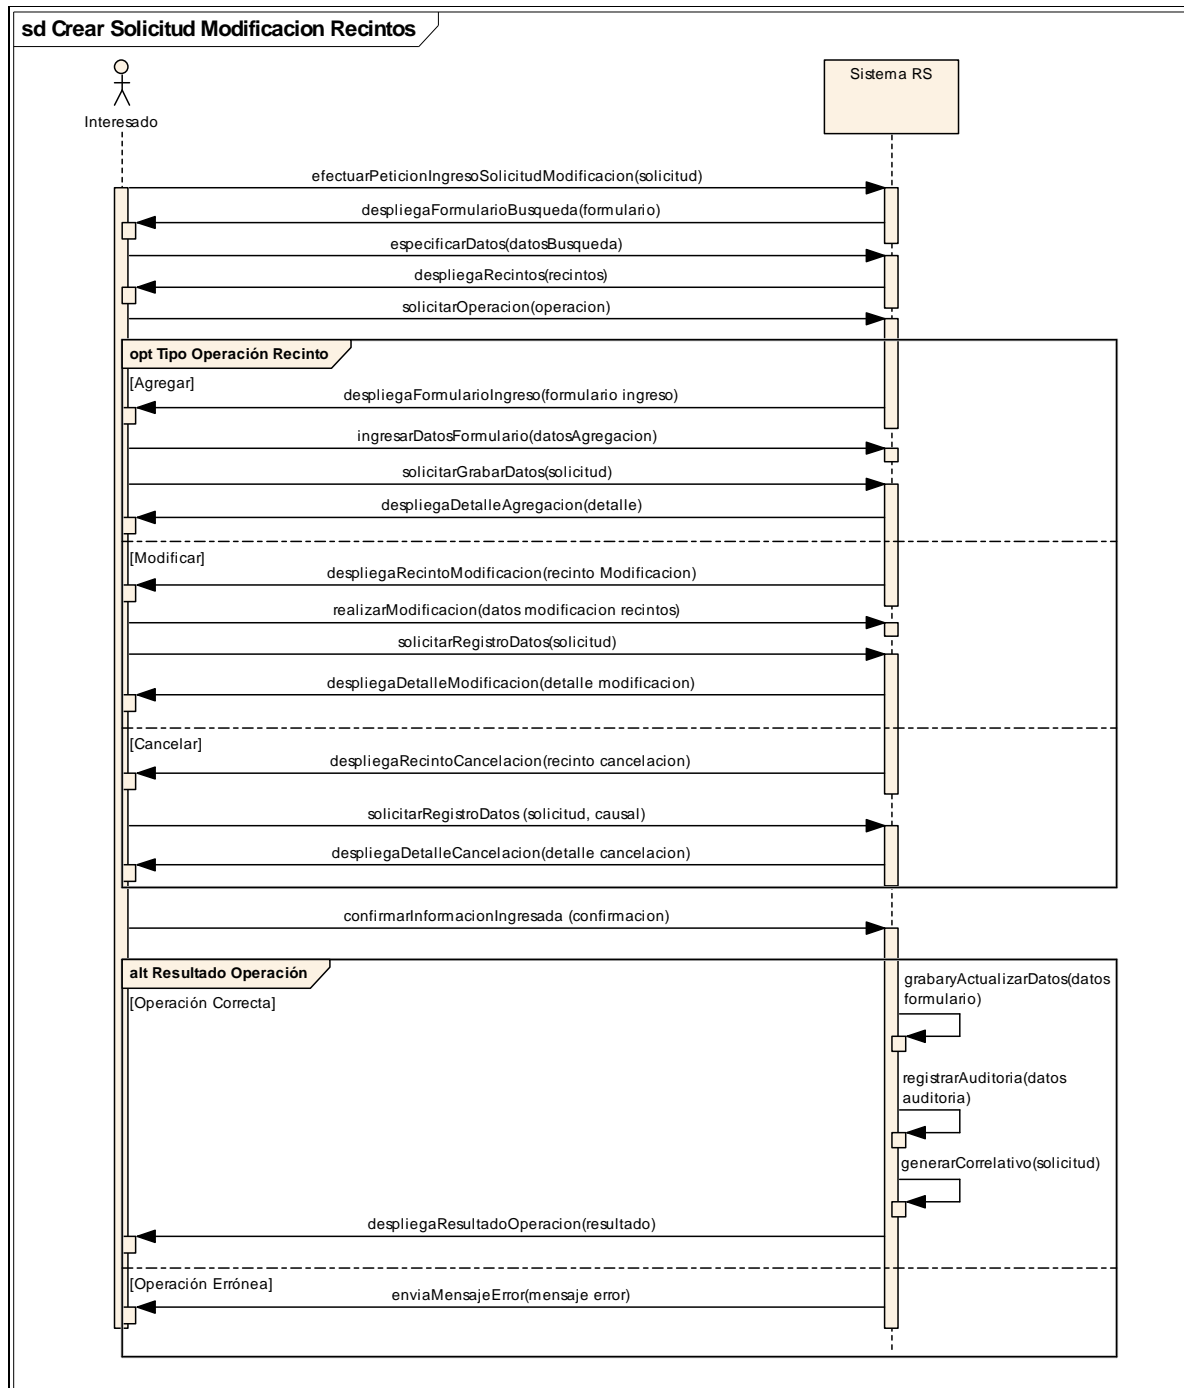 sd Crear Solicitud Modificacion Recintos
Interesado
Sistema RS
efectuarPeticionIngresoSolicitudModificacion(solicitud)
despliegaFormularioBusqueda(formulario)
especificarDatos(datosBusqueda)
despliegaRecintos(recintos)
solicitarOperacion(operacion)
opt Tipo Operación Recinto
[Agregar]
despliegaFormularioIngreso(formulario ingreso)
ingresarDatosFormulario(datosAgregacion)
solicitarGrabarDatos(solicitud)
despliegaDetalleAgregacion(detalle)
[Modificar]
despliegaRecintoModificacion(recinto Modificacion)
realizarModificacion(datos modificacion recintos)
solicitarRegistroDatos(solicitud)
despliegaDetalleModificacion(detalle modificacion)
[Cancelar]
despliegaRecintoCancelacion(recinto cancelacion)
solicitarRegistroDatos (solicitud, causal)
despliegaDetalleCancelacion(detalle cancelacion)
confirmarInformacionIngresada (confirmacion)
alt Resultado Operación
[Operación Correcta]
grabaryActualizarDatos(datos
formulario)
registrarAuditoria(datos
auditoria)
generarCorrelativo(solicitud)
despliegaResultadoOperacion(resultado)
[Operación Errónea]
enviaMensajeError(mensaje error)